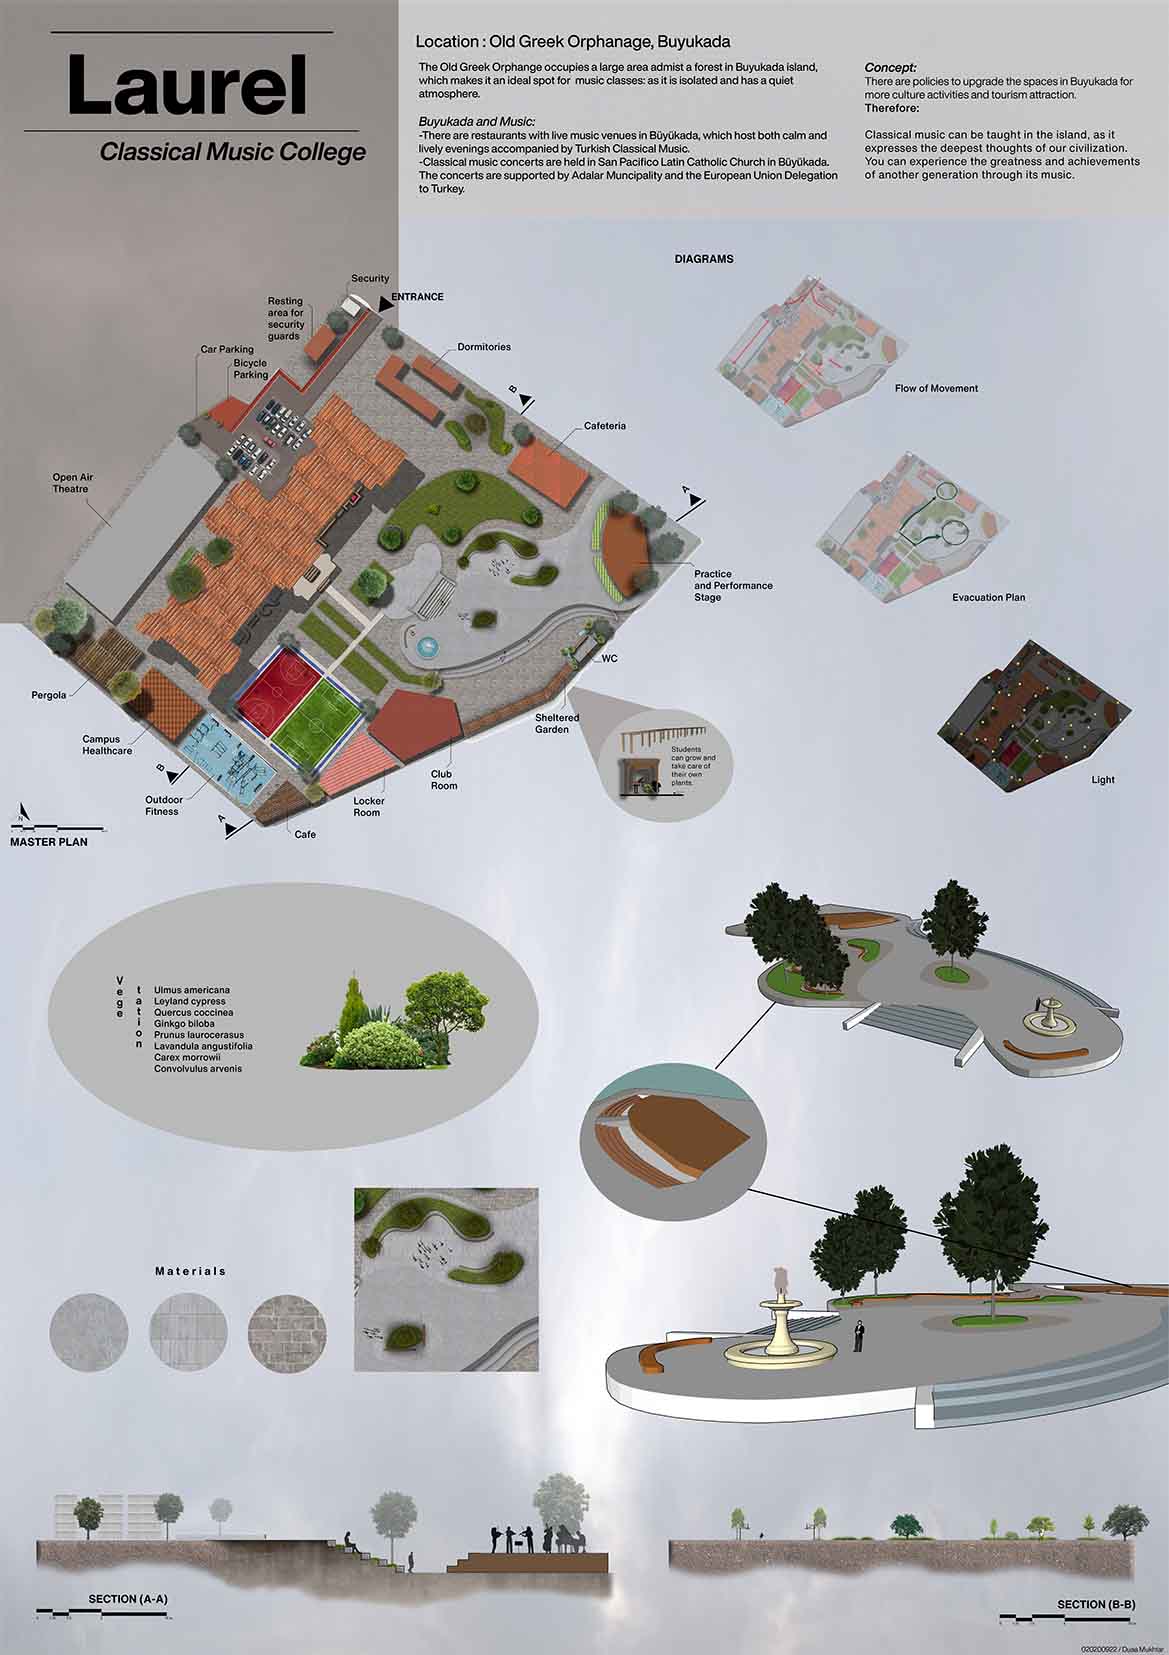 Laurel
Classical Music College
Location : Old Greek Orphanage, Buyukada
The Old Greek Orphange occupies a large area admist a forest in Buyukada island,
which makes it an ideal spot for music classes: as it is isolated and has a quiet
atmosphere.
Buyukada and Music:
-There are restaurants with live music venues in Büyükada, which host both calm and
lively evenings accompanied by Turkish Classical Music.
-Classical music concerts are held in San Pacifico Latin Catholic Church in Büyükada.
The concerts are supported by Adalar Muncipality and the European Union Delegation
to Turkey.
Concept:
There are policies to upgrade the spaces in Buyukada for
more culture activities and tourism attraction.
Therefore:
Classical music can be taught in the island, as it
expresses the deepest thoughts of our civilization.
You can experience the greatness and achievements
of another generation through its music.
DIAGRAMS
Security
ENTRANCE
Resting
area for
security
guards
Car Parking
Bicycle
Parking
Dormitories
B
Cafeteria
Open Air
Theatre
A
Practice
and Performance
Stage
WC
Sheltered
Garden
Students
can grow and
take care of
their own
plants.
Pergola
Campus
Healthcare
B
Outdoor
Fitness
A
Cafe
Locker
Room
Club
Room
N
MASTER PLAN
Flow of Movement
Evacuation Plan
Light
Vege
tation
Ulmus americana
Leyland cypress
Quercus coccinea
Ginkgo biloba
Prunus laurocerasus
Lavandula angustifolia
Carex morrowii
Convolvulus arvenis
Materials
SECTION (A-A)
SECTION (B-B)
020200922 / Duaa Mukhtar